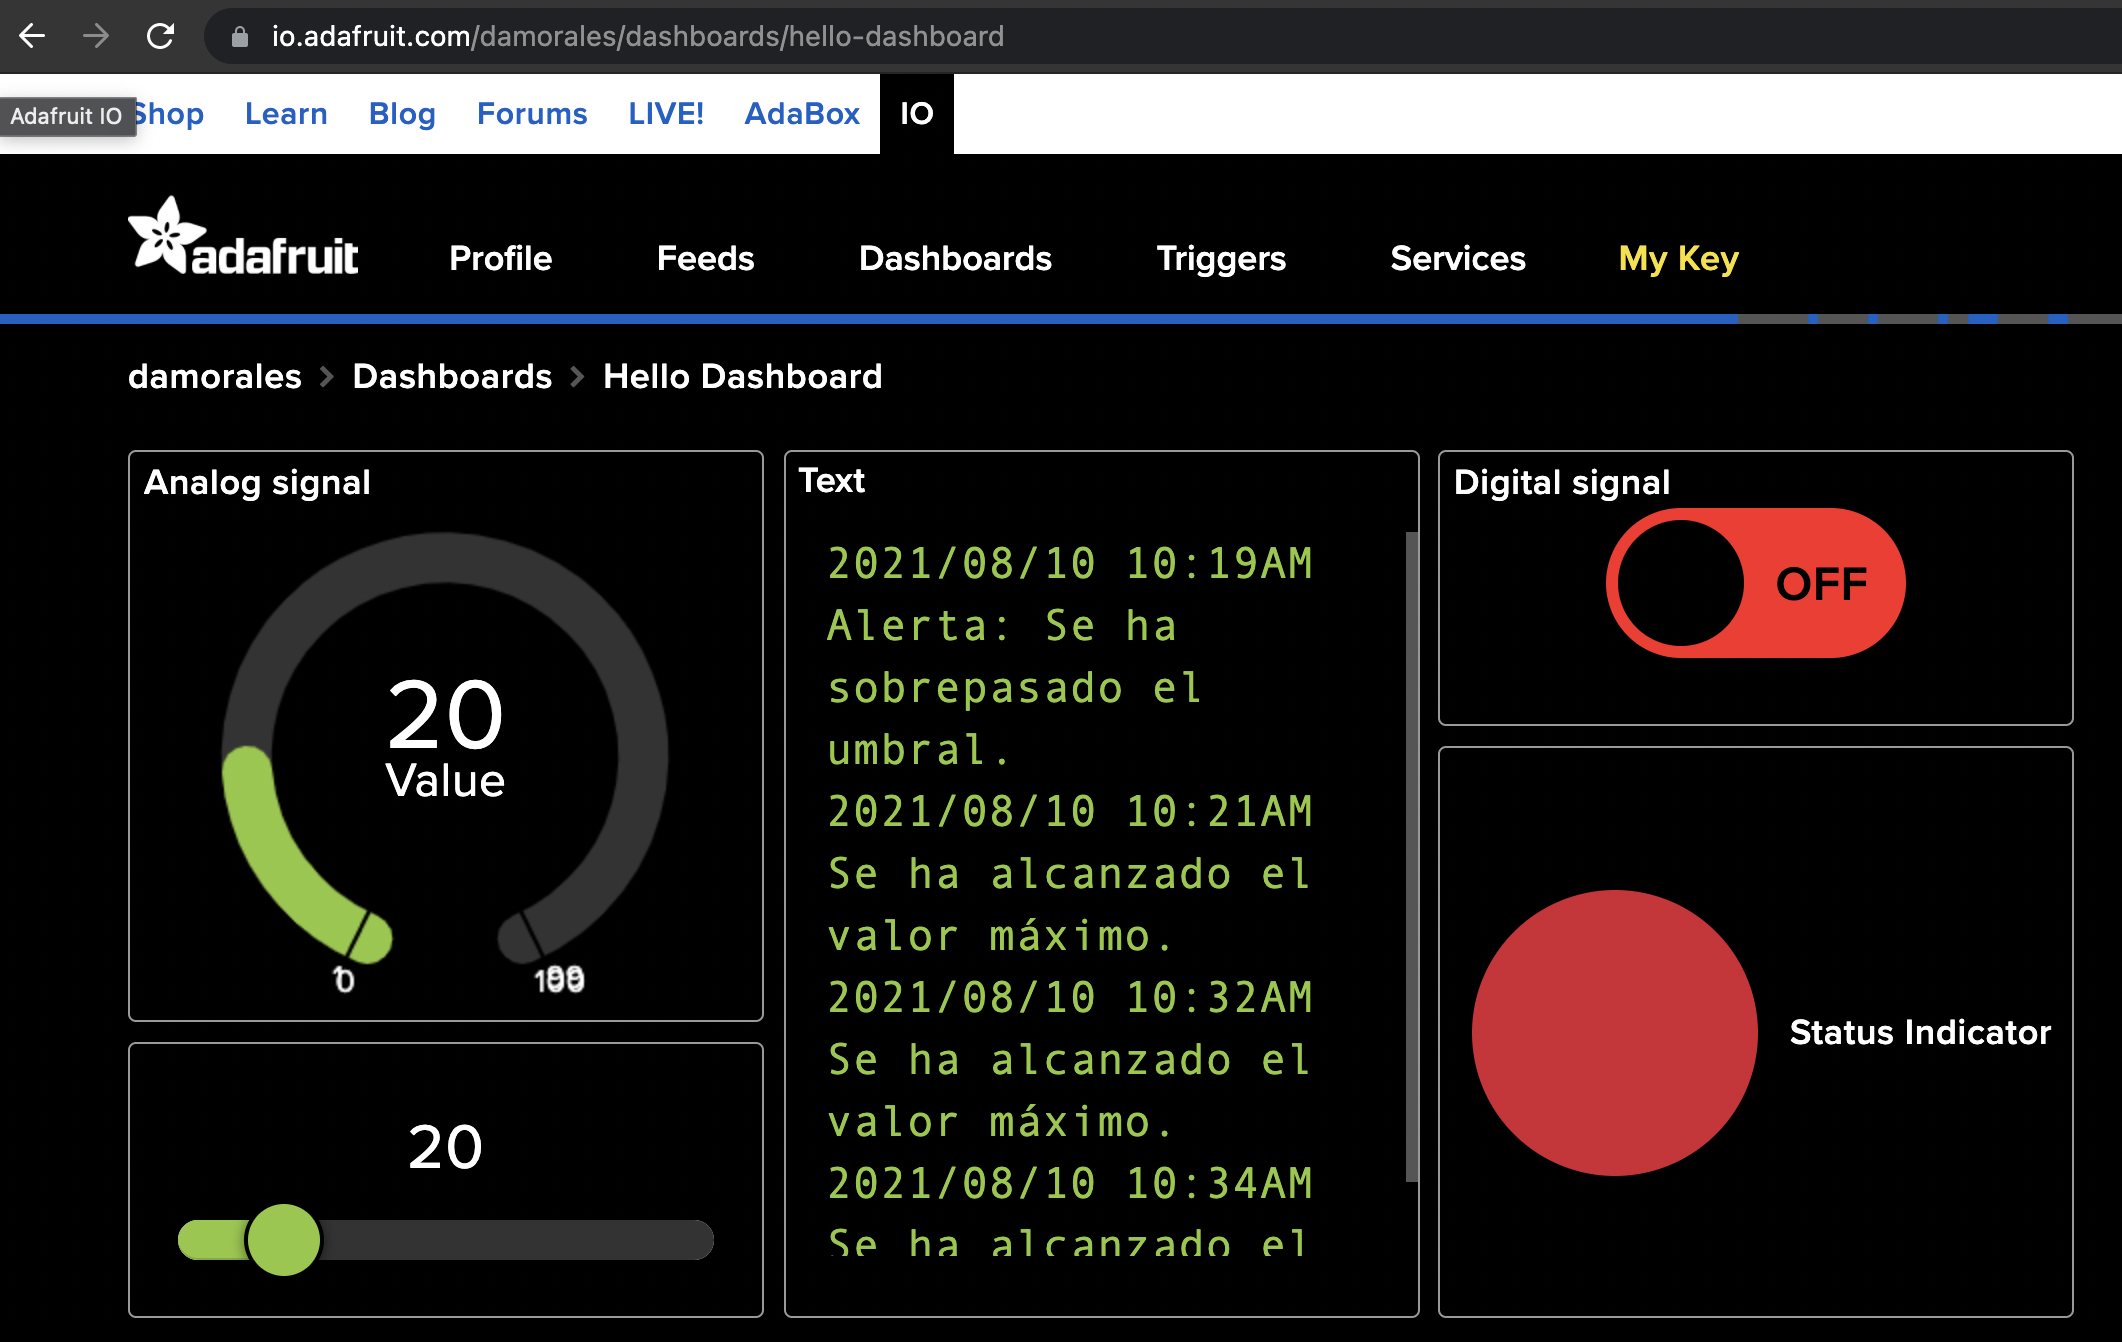 io.adafruit.com/damorales/dashboards/hello-dashboard
Adafruit IO
Shop Learn Blog Forums LIVE! AdaBox IO
adafruit Profile Feeds Dashboards Triggers Services My Key
damorales > Dashboards > Hello Dashboard
Analog signal
20
Value
20
Text
2021/08/10 10:19AM
Alerta: Se ha
sobrepasado el
umbral.
2021/08/10 10:21AM
Se ha alcanzado el
valor máximo.
2021/08/10 10:32AM
Se ha alcanzado el
valor máximo.
2021/08/10 10:34AM
Se ha alcanzado el
Digital signal
OFF
Status Indicator